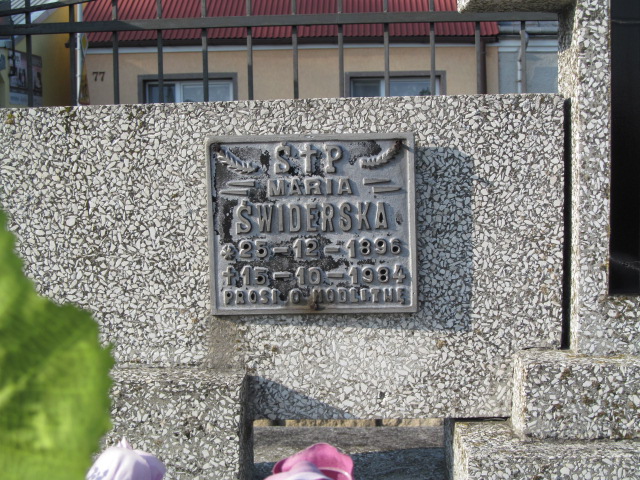 77
Ś†P
MARIA
ŚWIDERSKA
* 25-12-1896
† 15-10-1984
PROSI O MODLITWĘ